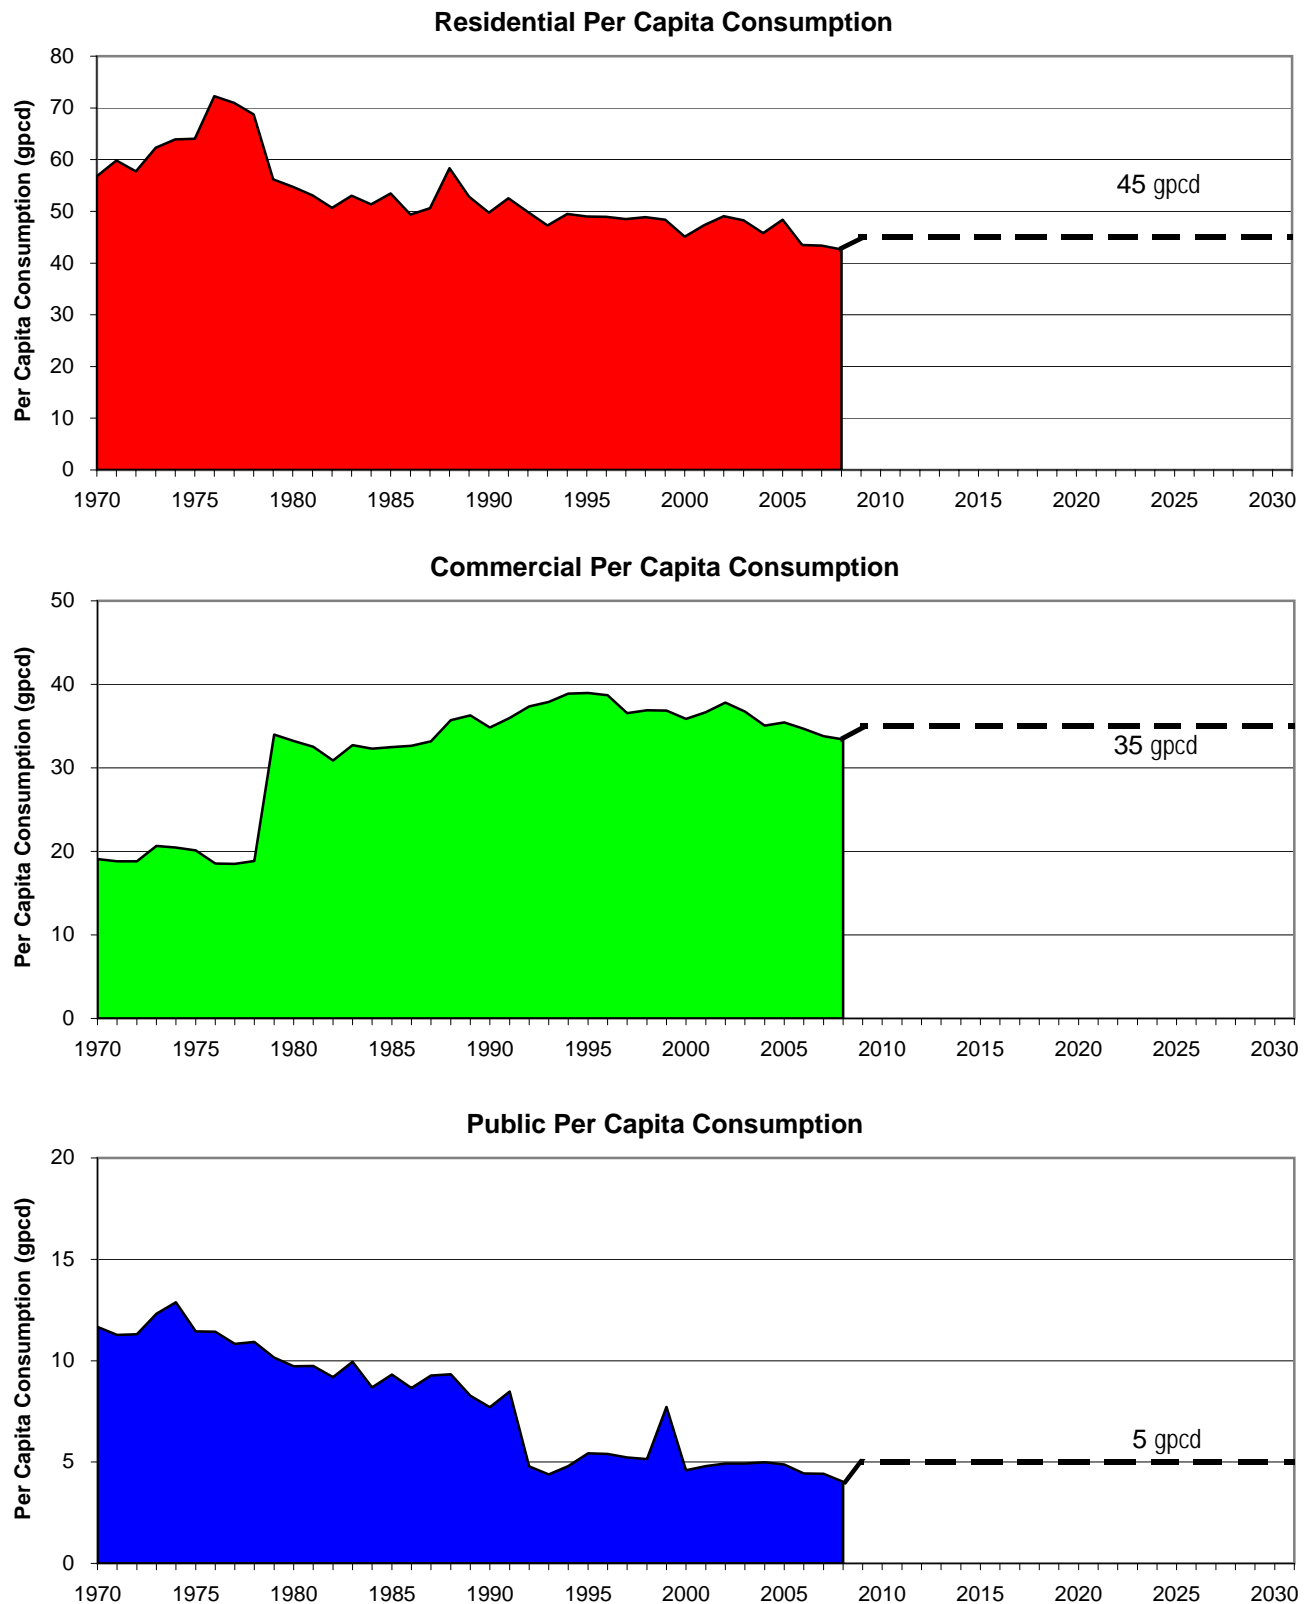 Residential Per Capita Consumption
Per Capita Consumption (gpcd)
80
70
60
50
40
30
20
10
0
45 gpcd
1970 1975 1980 1985 1990 1995 2000 2005 2010 2015 2020 2025 2030
Commercial Per Capita Consumption
Per Capita Consumption (gpcd)
50
40
30
20
10
0
35 gpcd
1970 1975 1980 1985 1990 1995 2000 2005 2010 2015 2020 2025 2030
Public Per Capita Consumption
Per Capita Consumption (gpcd)
20
15
10
5
0
5 gpcd
1970 1975 1980 1985 1990 1995 2000 2005 2010 2015 2020 2025 2030